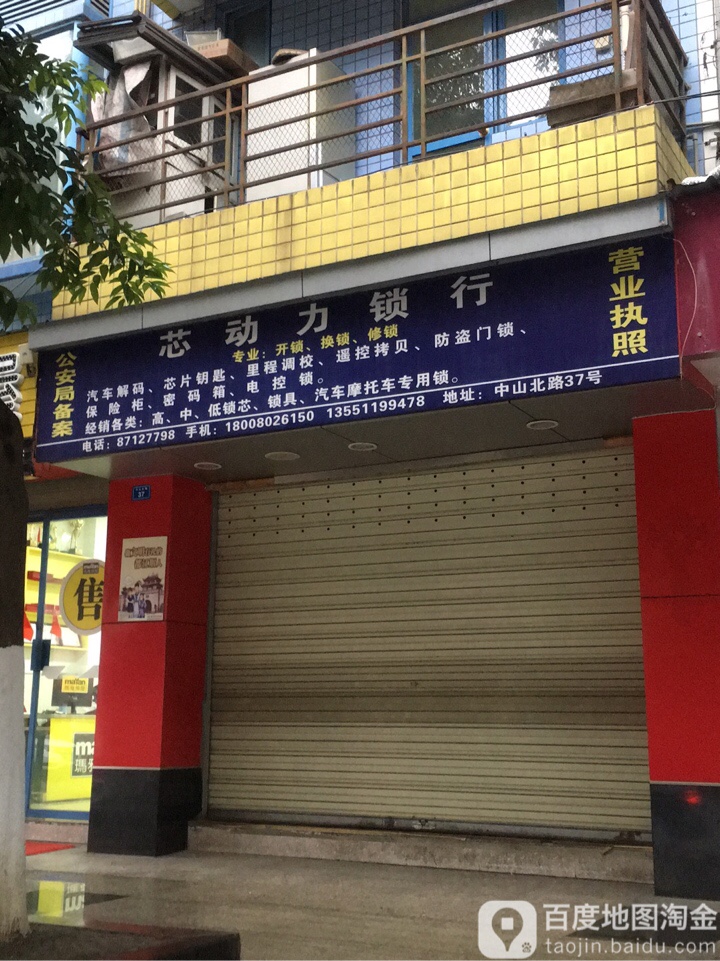 芯动力锁行
公安局备案
营业执照
专业：开锁、换锁、修锁
汽车解码、芯片钥匙、里程调校、遥控拷贝、防盗门锁、
保险柜、密码箱、电控锁。
经销各类：高、中、低锁芯、锁具、汽车摩托车专用锁。
电话：87127798 手机：18008026150 13551199478 地址：中山北路37号
37
售
maillen
百度地图淘金
taojin.baidu.com